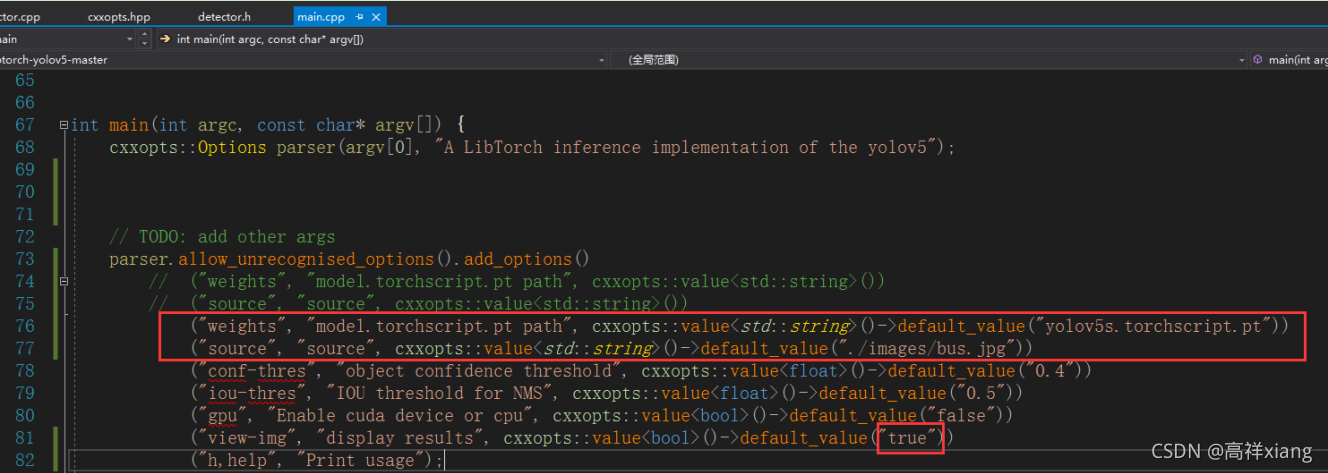 ctor.cpp cxxopts.hpp detector.h main.cpp
ain int main(int argc, const char* argv[])
torch-yolov5-master (全局范围) main(int arg
65
66
67 int main(int argc, const char* argv[]) {
68 cxxopts::Options parser(argv[0], "A LibTorch inference implementation of the yolov5");
69
70
71
72 // TODO: add other args
73 parser.allow_unrecognised_options().add_options()
74 // ("weights", "model.torchscript.pt path", cxxopts::value<std::string>())
75 // ("source", "source", cxxopts::value<std::string>())
76 ("weights", "model.torchscript.pt path", cxxopts::value<std::string>()->default_value("yolov5s.torchscript.pt"))
77 ("source", "source", cxxopts::value<std::string>()->default_value("./images/bus.jpg"))
78 ("conf-thres", "object confidence threshold", cxxopts::value<float>()->default_value("0.4"))
79 ("iou-thres", "IOU threshold for NMS", cxxopts::value<float>()->default_value("0.5"))
80 ("gpu", "Enable cuda device or cpu", cxxopts::value<bool>()->default_value("false"))
81 ("view-img", "display results", cxxopts::value<bool>()->default_value("true"))
82 ("h,help", "Print usage");
CSDN @高祥xiang